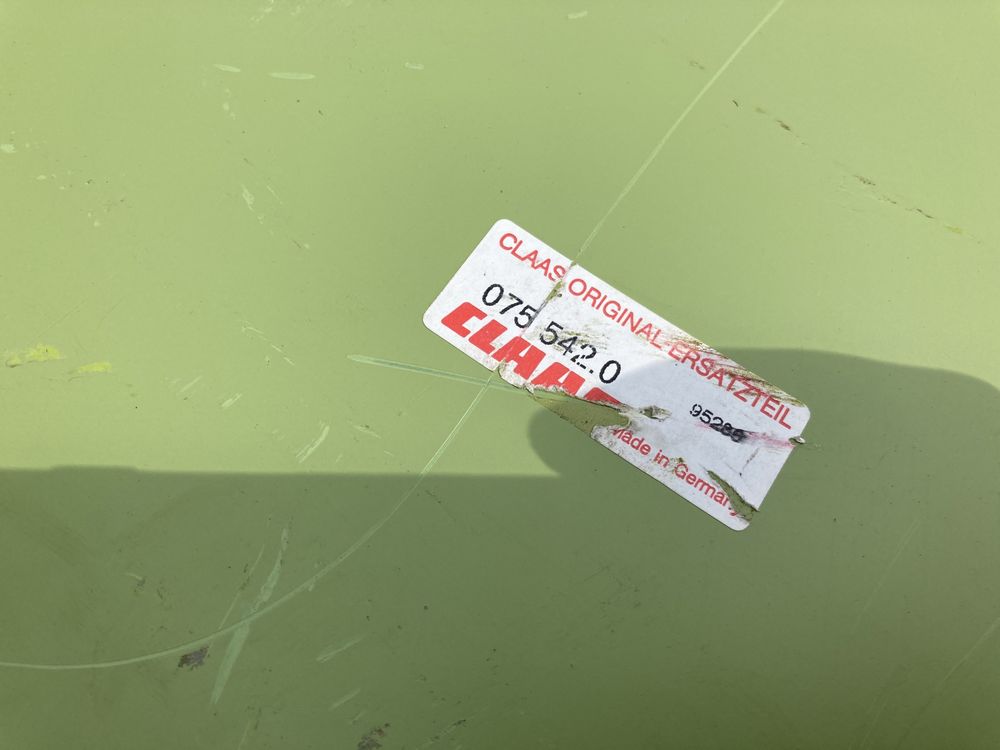 CLAAS ORIGINAL-ERSATZTEIL
075 542.0
CLAAS
95285
Made in Germany